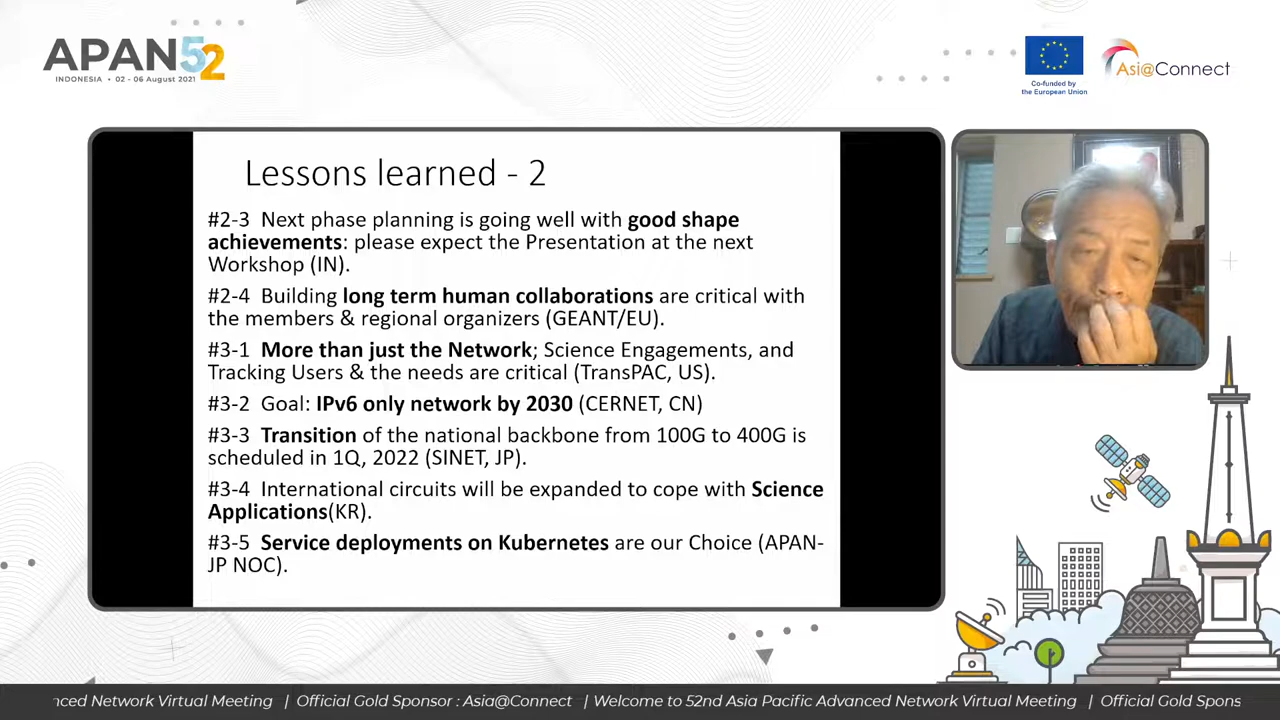 APAN52
INDONESIA • 02 - 06 August 2021
Co-funded by
the European Union
Asi@Connect
Lessons learned - 2
#2-3 Next phase planning is going well with good shape
achievements: please expect the Presentation at the next
Workshop (IN).
#2-4 Building long term human collaborations are critical with
the members & regional organizers (GEANT/EU).
#3-1 More than just the Network; Science Engagements, and
Tracking Users & the needs are critical (TransPAC, US).
#3-2 Goal: IPv6 only network by 2030 (CERNET, CN)
#3-3 Transition of the national backbone from 100G to 400G is
scheduled in 1Q, 2022 (SINET, JP).
#3-4 International circuits will be expanded to cope with Science
Applications(KR).
#3-5 Service deployments on Kubernetes are our Choice (APAN-
JP NOC).
nced Network Virtual Meeting | Official Gold Sponsor : Asia@Connect | Welcome to 52nd Asia Pacific Advanced Network Virtual Meeting | Official Gold Spons